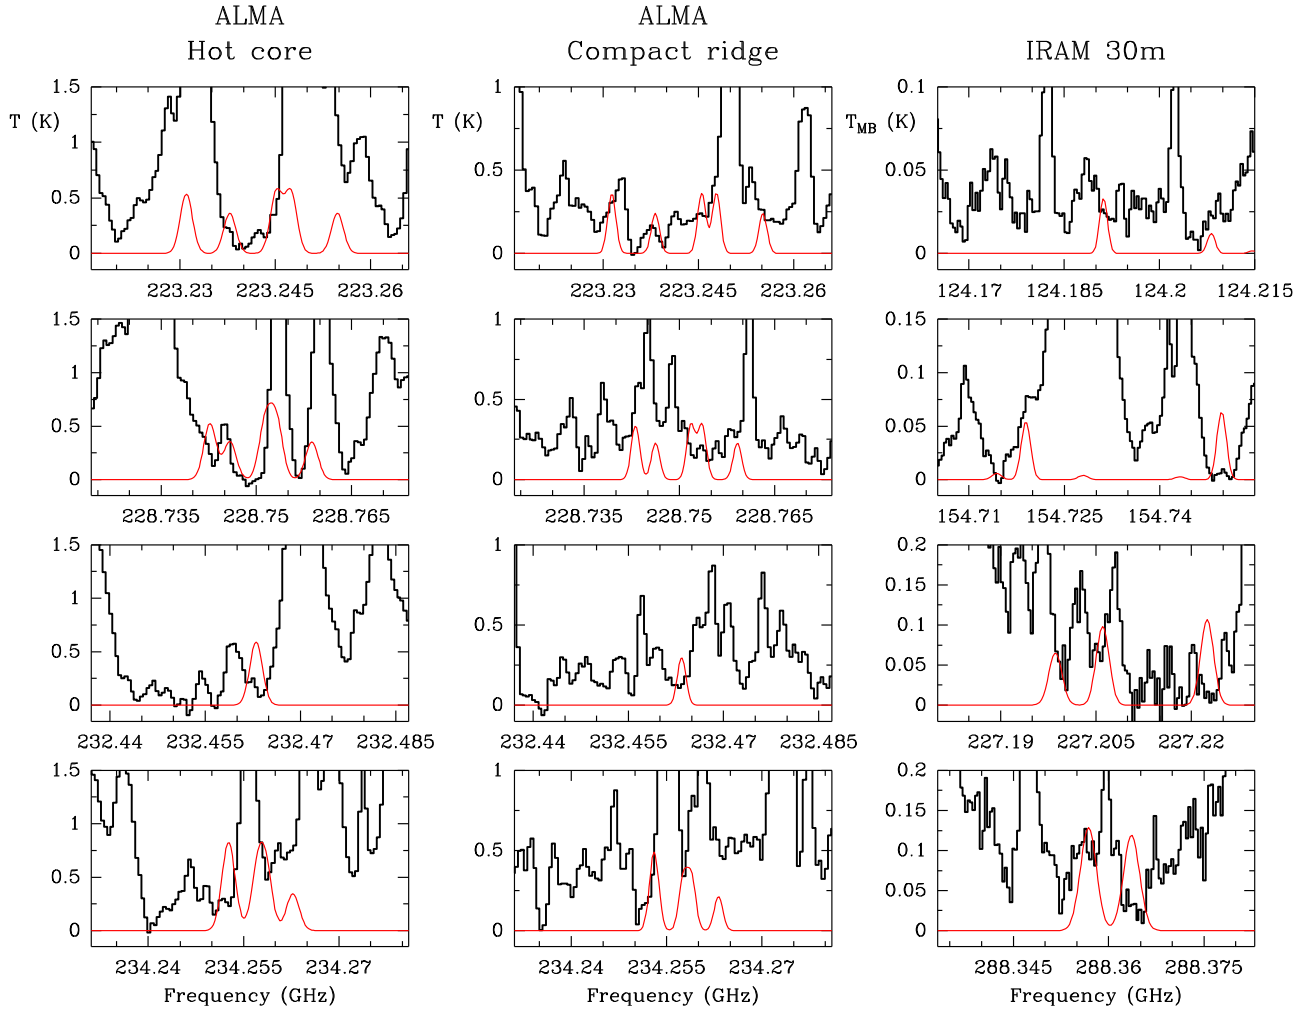 ALMA ALMA
Hot core Compact ridge IRAM 30m
T (K) T (K) T_MB (K)
1.5 1 0.1
1 0.5 0.05
0.5
0 0 0
223.23 223.245 223.26 223.23 223.245 223.26 124.17 124.185 124.2 124.215
1.5 1 0.15
1 0.5 0.1
0.5 0.05
0 0 0
228.735 228.75 228.765 228.735 228.75 228.765 154.71 154.725 154.74
1.5 1 0.2
1 0.5 0.15
0.1
0.5 0.05
0 0 0
232.44 232.455 232.47 232.485 232.44 232.455 232.47 232.485 227.19 227.205 227.22
1.5 1 0.2
1 0.5 0.15
0.1
0.5 0.05
0 0 0
234.24 234.255 234.27 234.24 234.255 234.27 288.345 288.36 288.375
Frequency (GHz) Frequency (GHz) Frequency (GHz)